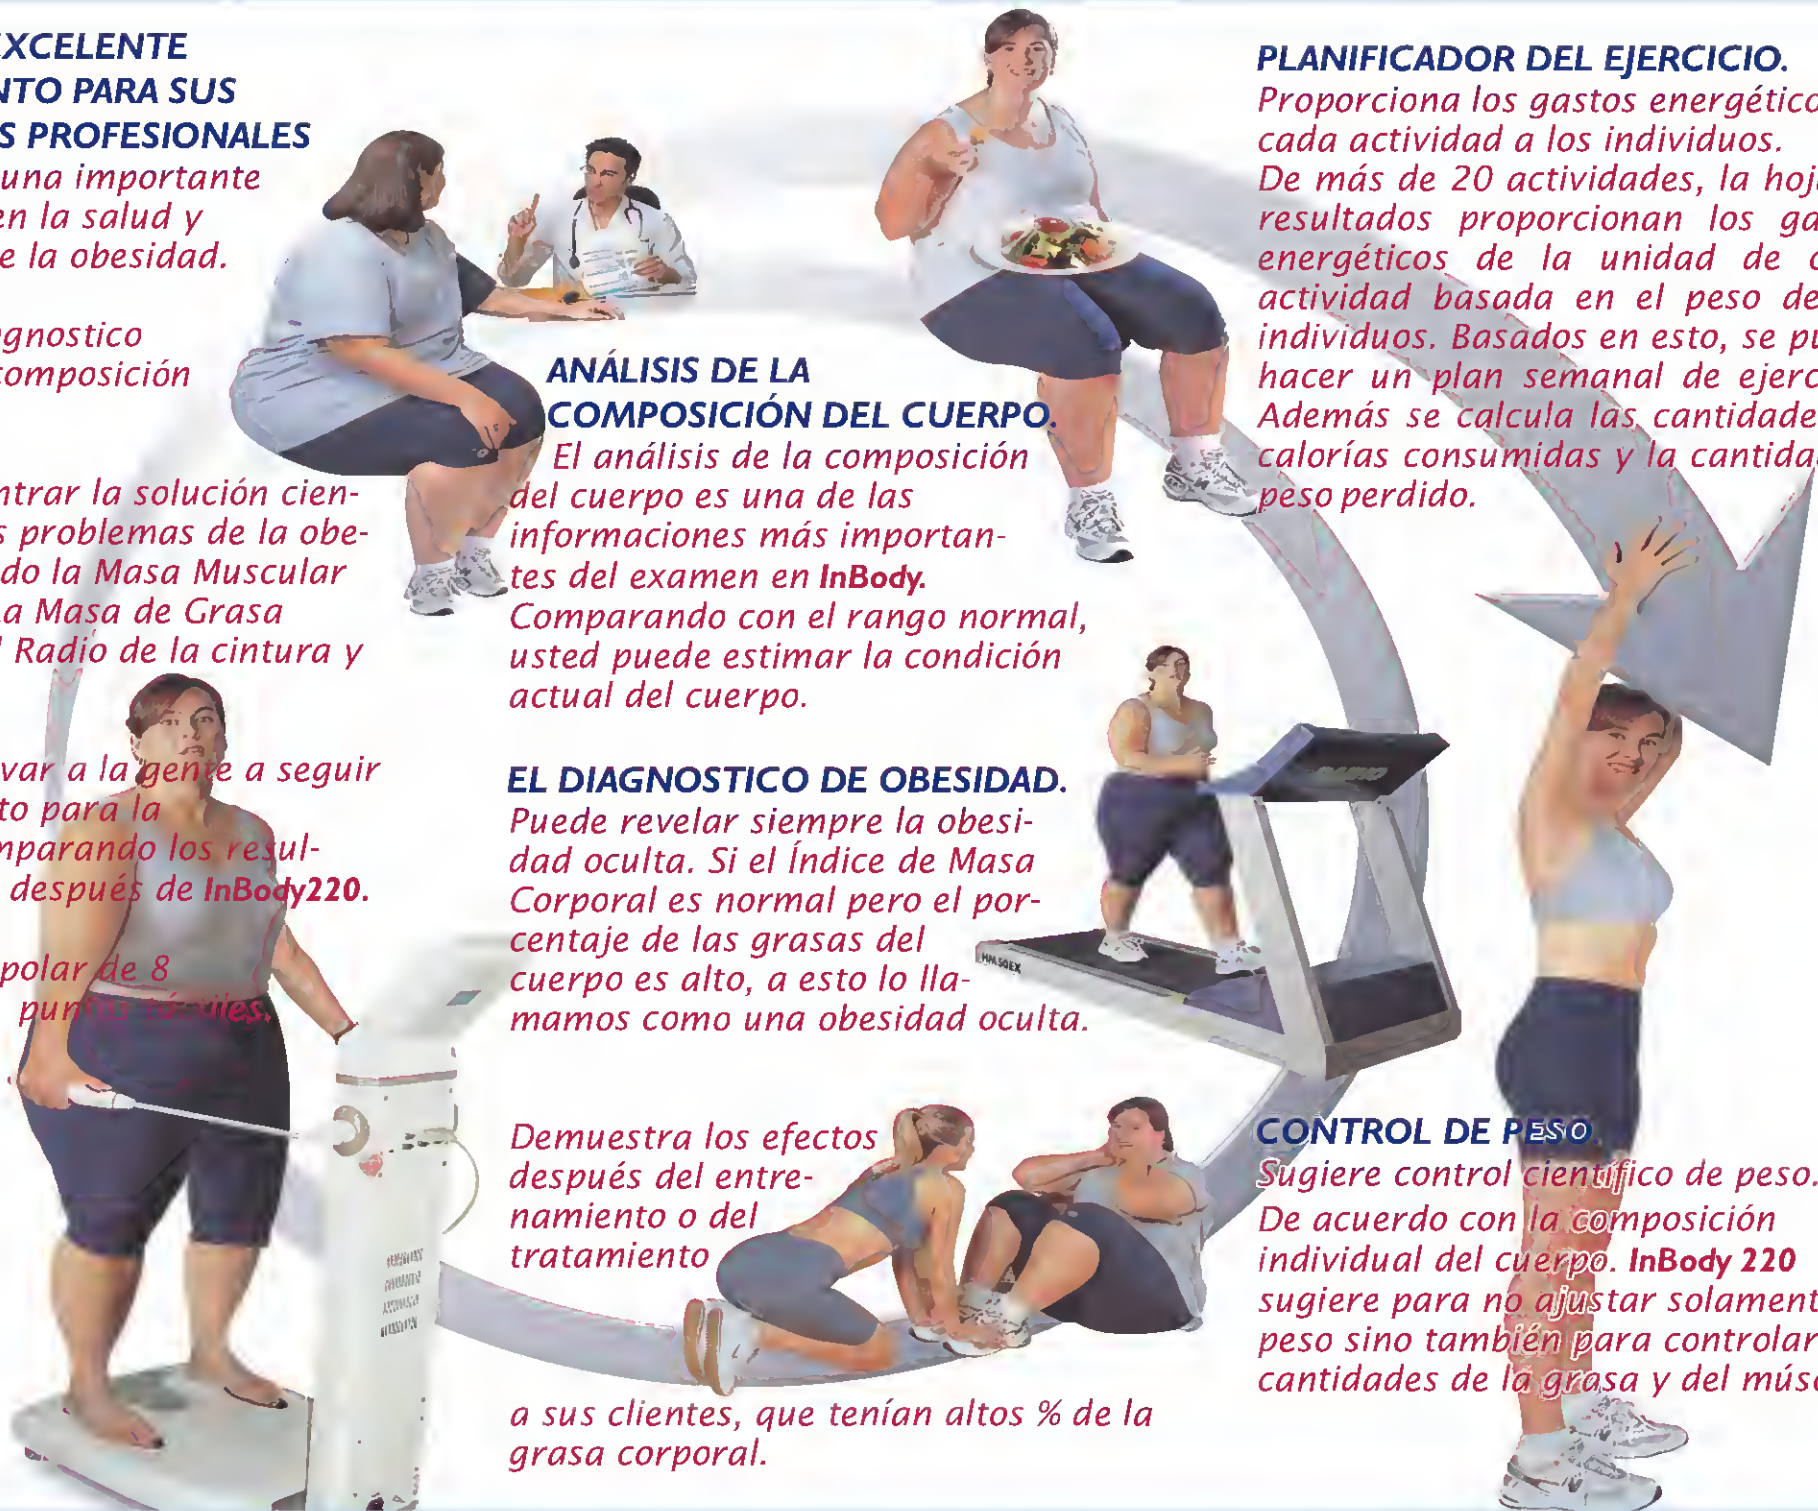 EXCELENTE
NTO PARA SUS
S PROFESIONALES
una importante
en la salud y
e la obesidad.
gnostico
composición
ntrar la solución cien-
s problemas de la obe-
do la Masa Muscular
a Masa de Grasa
l Radio de la cintura y
var a la gente a seguir
to para la
mparando los resul-
después de InBody220.
polar de 8
ANÁLISIS DE LA
COMPOSICIÓN DEL CUERPO.
El análisis de la composición
del cuerpo es una de las
informaciones más importan-
tes del examen en InBody.
Comparando con el rango normal,
usted puede estimar la condición
actual del cuerpo.
EL DIAGNOSTICO DE OBESIDAD.
Puede revelar siempre la obesi-
dad oculta. Si el Índice de Masa
Corporal es normal pero el por-
centaje de las grasas del
cuerpo es alto, a esto lo lla-
mamos como una obesidad oculta.
Demuestra los efectos
después del entre-
namiento o del
tratamiento
a sus clientes, que tenían altos % de la
grasa corporal.
PLANIFICADOR DEL EJERCICIO.
Proporciona los gastos energético
cada actividad a los individuos.
De más de 20 actividades, la hoj
resultados proporcionan los ga
energéticos de la unidad de c
actividad basada en el peso de
individuos. Basados en esto, se pu
hacer un plan semanal de ejerc
Además se calcula las cantidade
calorías consumidas y la cantida
peso perdido.
CONTROL DE PESO
Sugiere control científico de peso.
De acuerdo con la composición
individual del cuerpo. InBody 220
sugiere para no ajustar solament
peso sino también para controlar
cantidades de la grasa y del músc